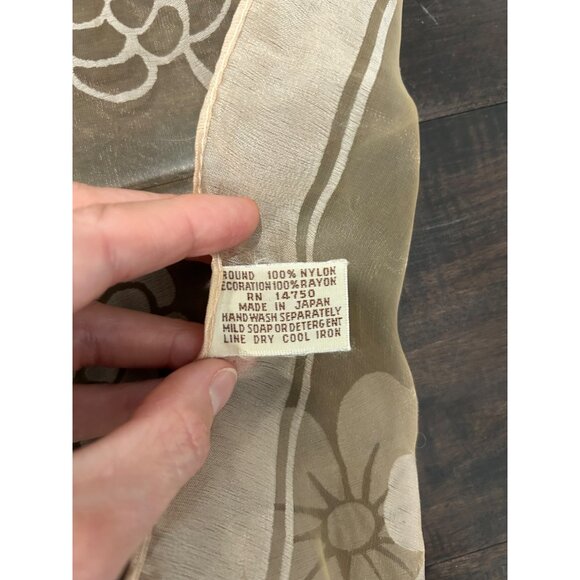 ROUND 100% NYLON
ECORATION 100% RAYON
RN 14750
MADE IN JAPAN
HAND WASH SEPARATELY
MILD SOAP OR DETERGENT
LINE DRY COOL IRON